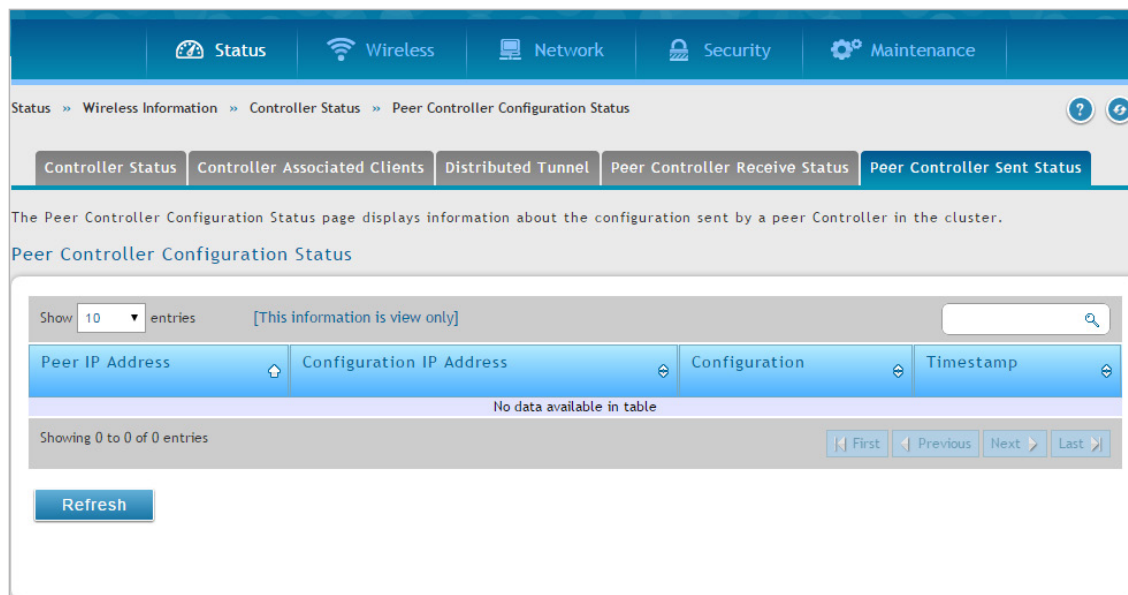 Status Wireless Network Security Maintenance
Status » Wireless Information » Controller Status » Peer Controller Configuration Status ?
Controller Status Controller Associated Clients Distributed Tunnel Peer Controller Receive Status Peer Controller Sent Status
The Peer Controller Configuration Status page displays information about the configuration sent by a peer Controller in the cluster.
Peer Controller Configuration Status
Show 10 entries [This information is view only]
Peer IP Address Configuration IP Address Configuration Timestamp
No data available in table
Showing 0 to 0 of 0 entries First Previous Next Last
Refresh